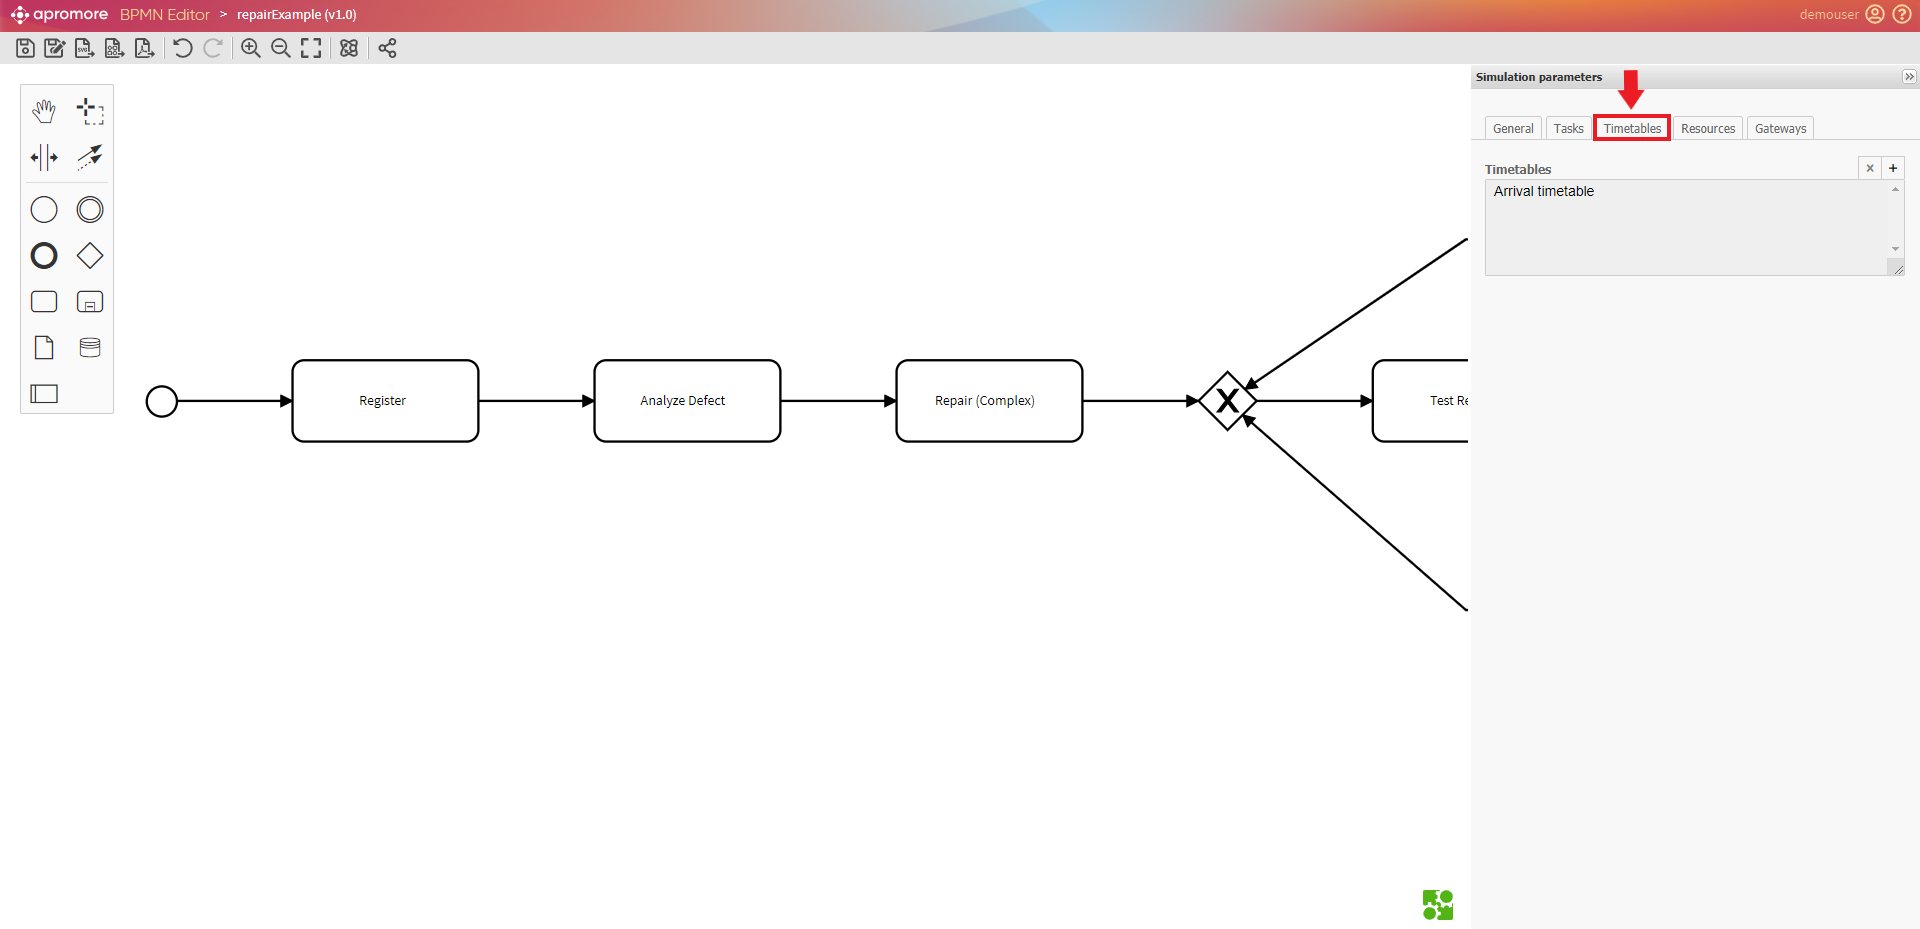 apromore BPMN Editor > repairExample (v1.0)
demouser
Simulation parameters
General Tasks Timetables Resources Gateways
Timetables
Arrival timetable
Register
Analyze Defect
Repair (Complex)
X
Test Re